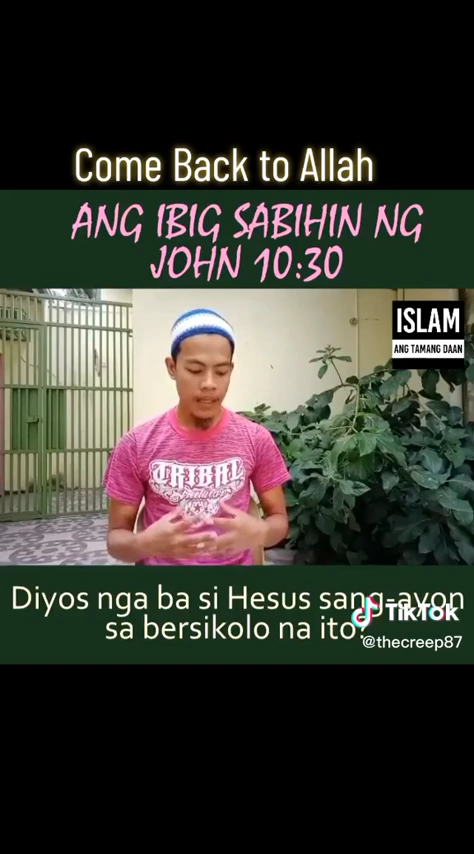 Come Back to Allah
ANG IBIG SABIHIN NG
JOHN 10:30
ISLAM
ANG TAMANG DAAN
TRIBAL
Diyos nga ba si Hesus sang-ayon
sa bersikolo na ito?
TikTok
@thecreep87